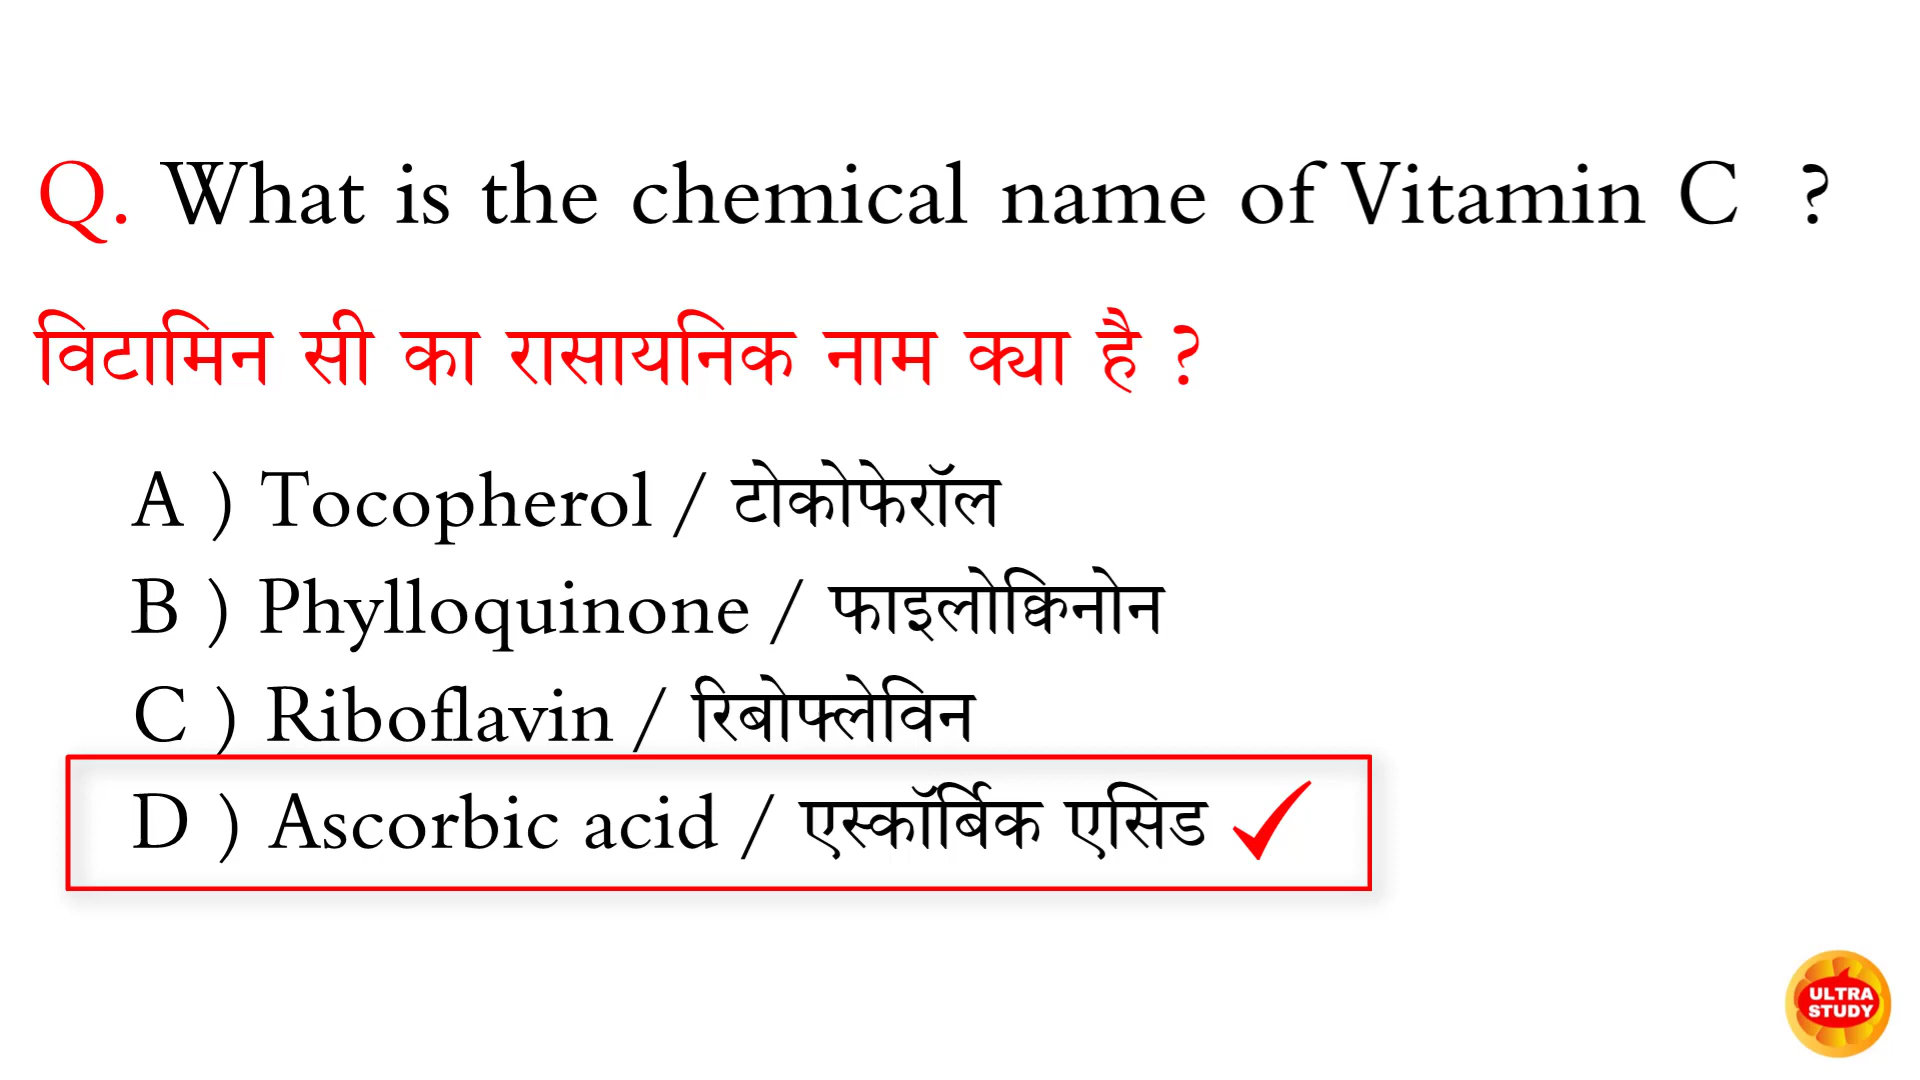 Q. What is the chemical name of Vitamin C ?
विटामिन सी का रासायनिक नाम क्या है ?
A ) Tocopherol / टोकोफेरॉल
B ) Phylloquinone / फाइलोक्विनोन
C ) Riboflavin / रिबोफ्लेविन
D ) Ascorbic acid / एस्कॉर्बिक एसिड
ULTRA
STUDY